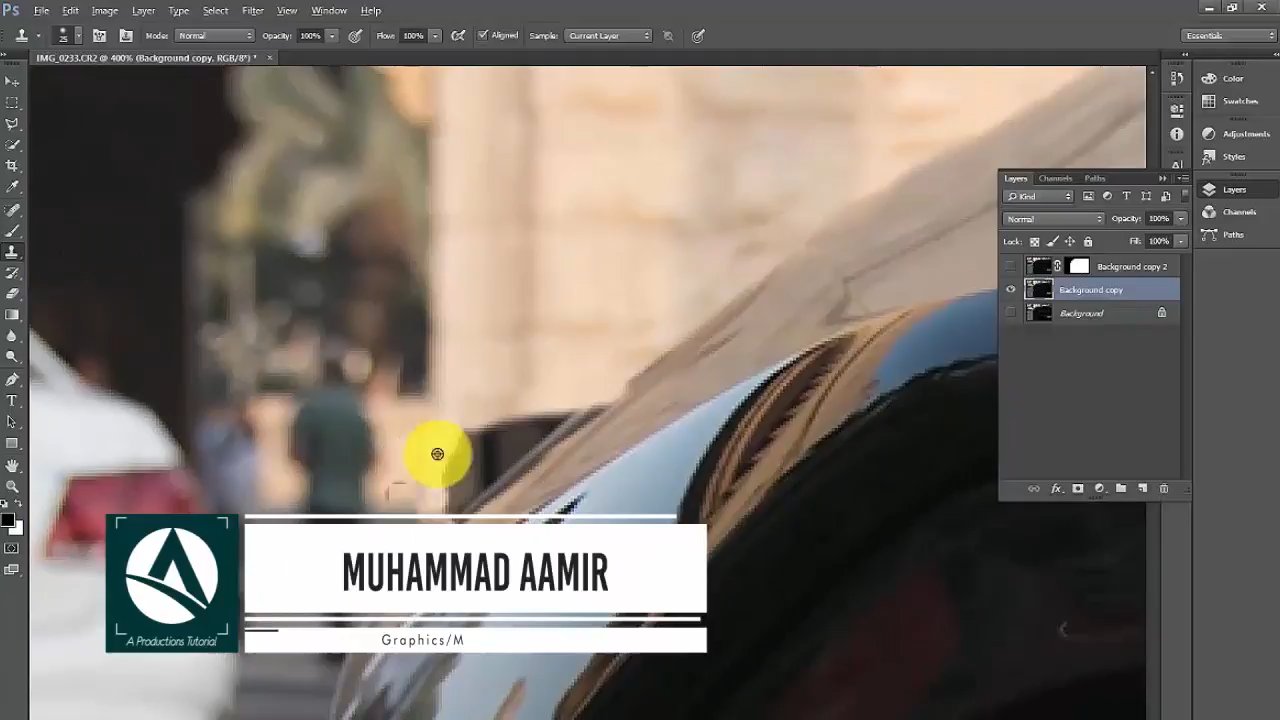 Ps File Edit Image Layer Type Select Filter View Window Help
25 Mode: Normal Opacity: 100% Flow: 100% Aligned Sample: Current Layer Essentials
IMG_0233.CR2 @ 400% (Background copy, RGB/8*) * ×
Color
Swatches
Adjustments
Styles
Layers
Channels
Paths
Layers Channels Paths
Kind
Normal Opacity: 100%
Lock: Fill: 100%
Background copy 2
Background copy
Background
fx
MUHAMMAD AAMIR
A Productions Tutorial
Graphics/M